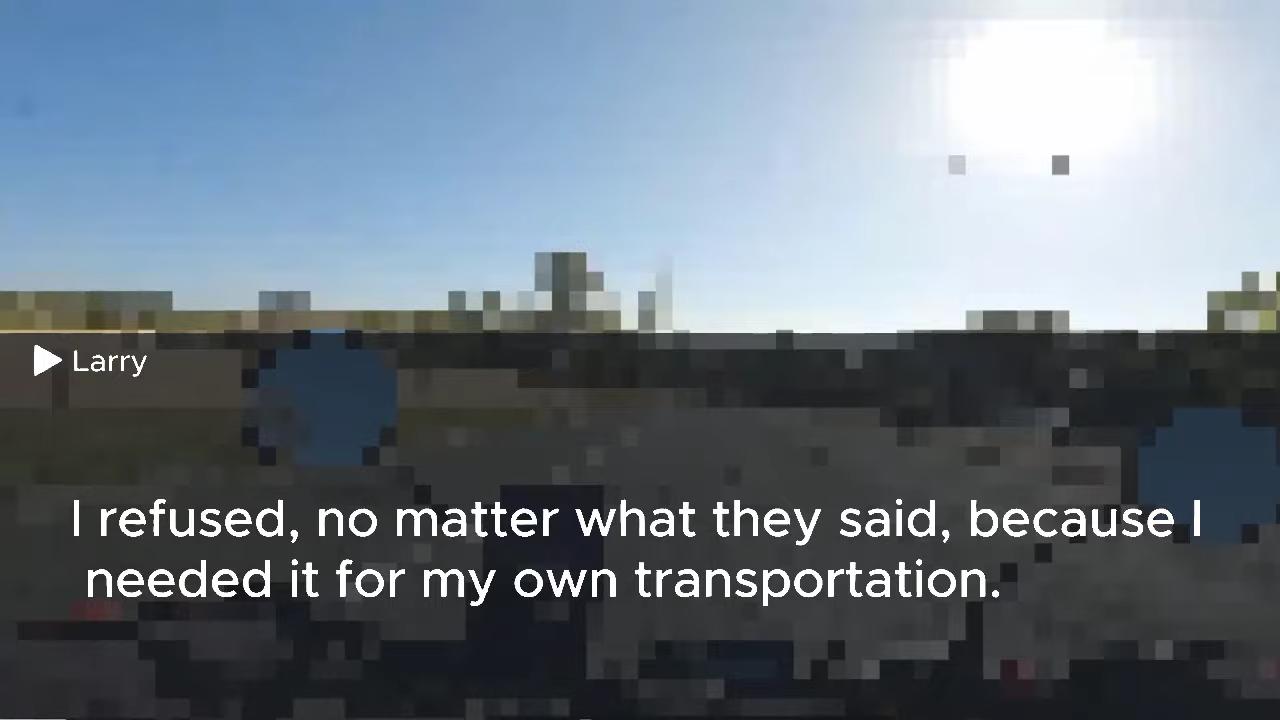 Larry
I refused, no matter what they said, because I
needed it for my own transportation.